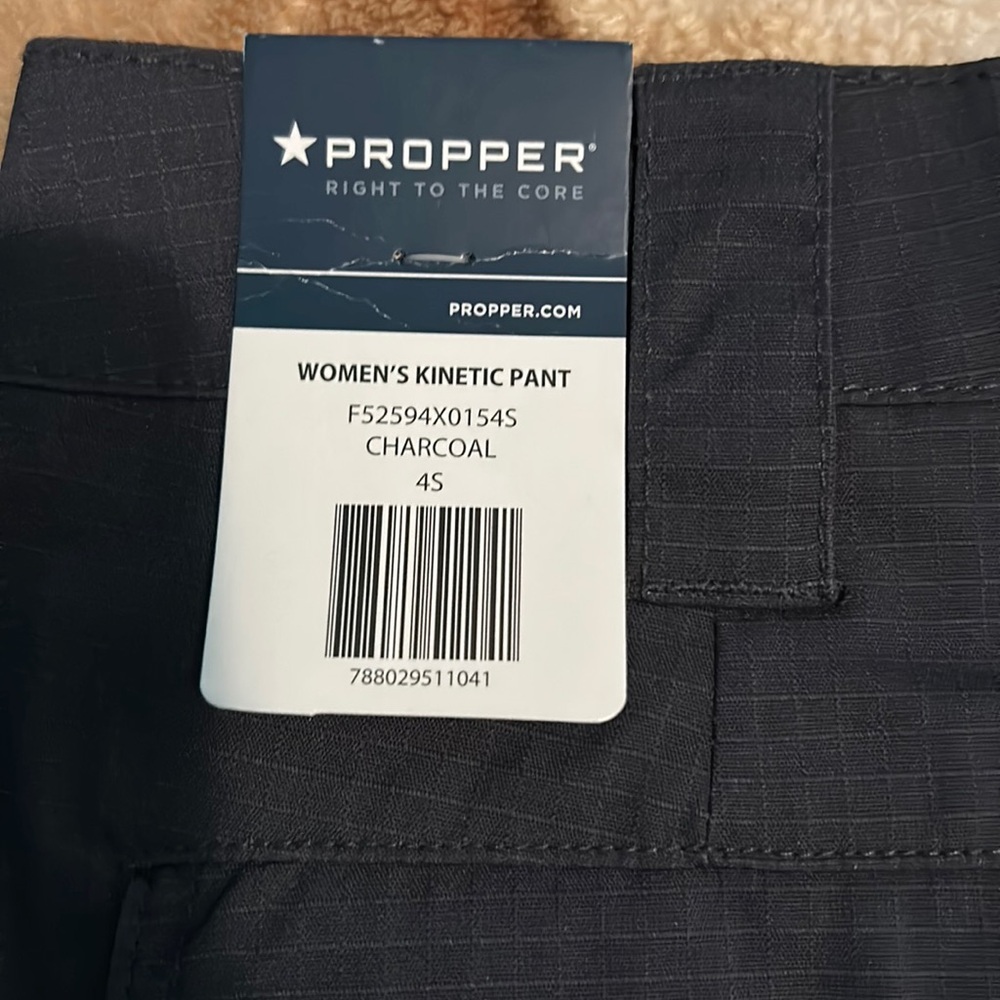 PROPPER®
RIGHT TO THE CORE
PROPPER.COM
WOMEN'S KINETIC PANT
F52594X0154S
CHARCOAL
4S
788029511041